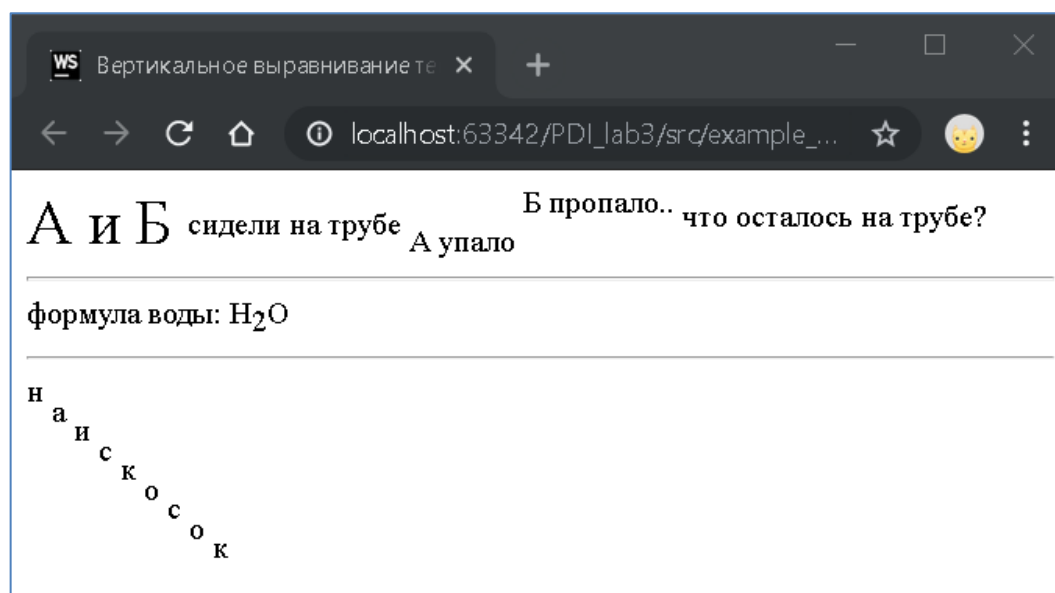 WS Вертикальное выравнивание те
localhost:63342/PDI_lab3/src/example_...
А и Б сидели на трубе А упало Б пропало.. что осталось на трубе?
формула воды: H2O
н
а
и
с
к
о
с
о
к